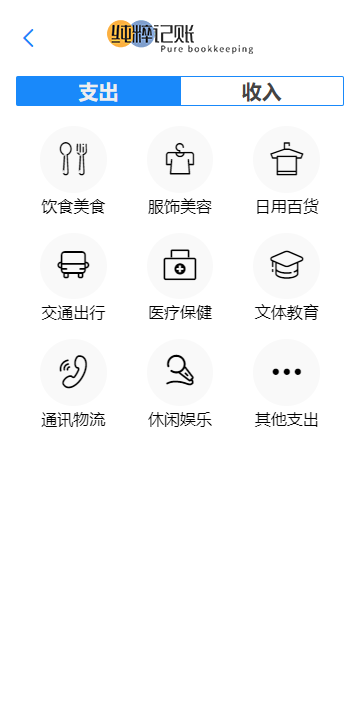 纯粹记账
Pure bookkeeping
支出 收入
饮食美食 服饰美容 日用百货
交通出行 医疗保健 文体教育
通讯物流 休闲娱乐 其他支出